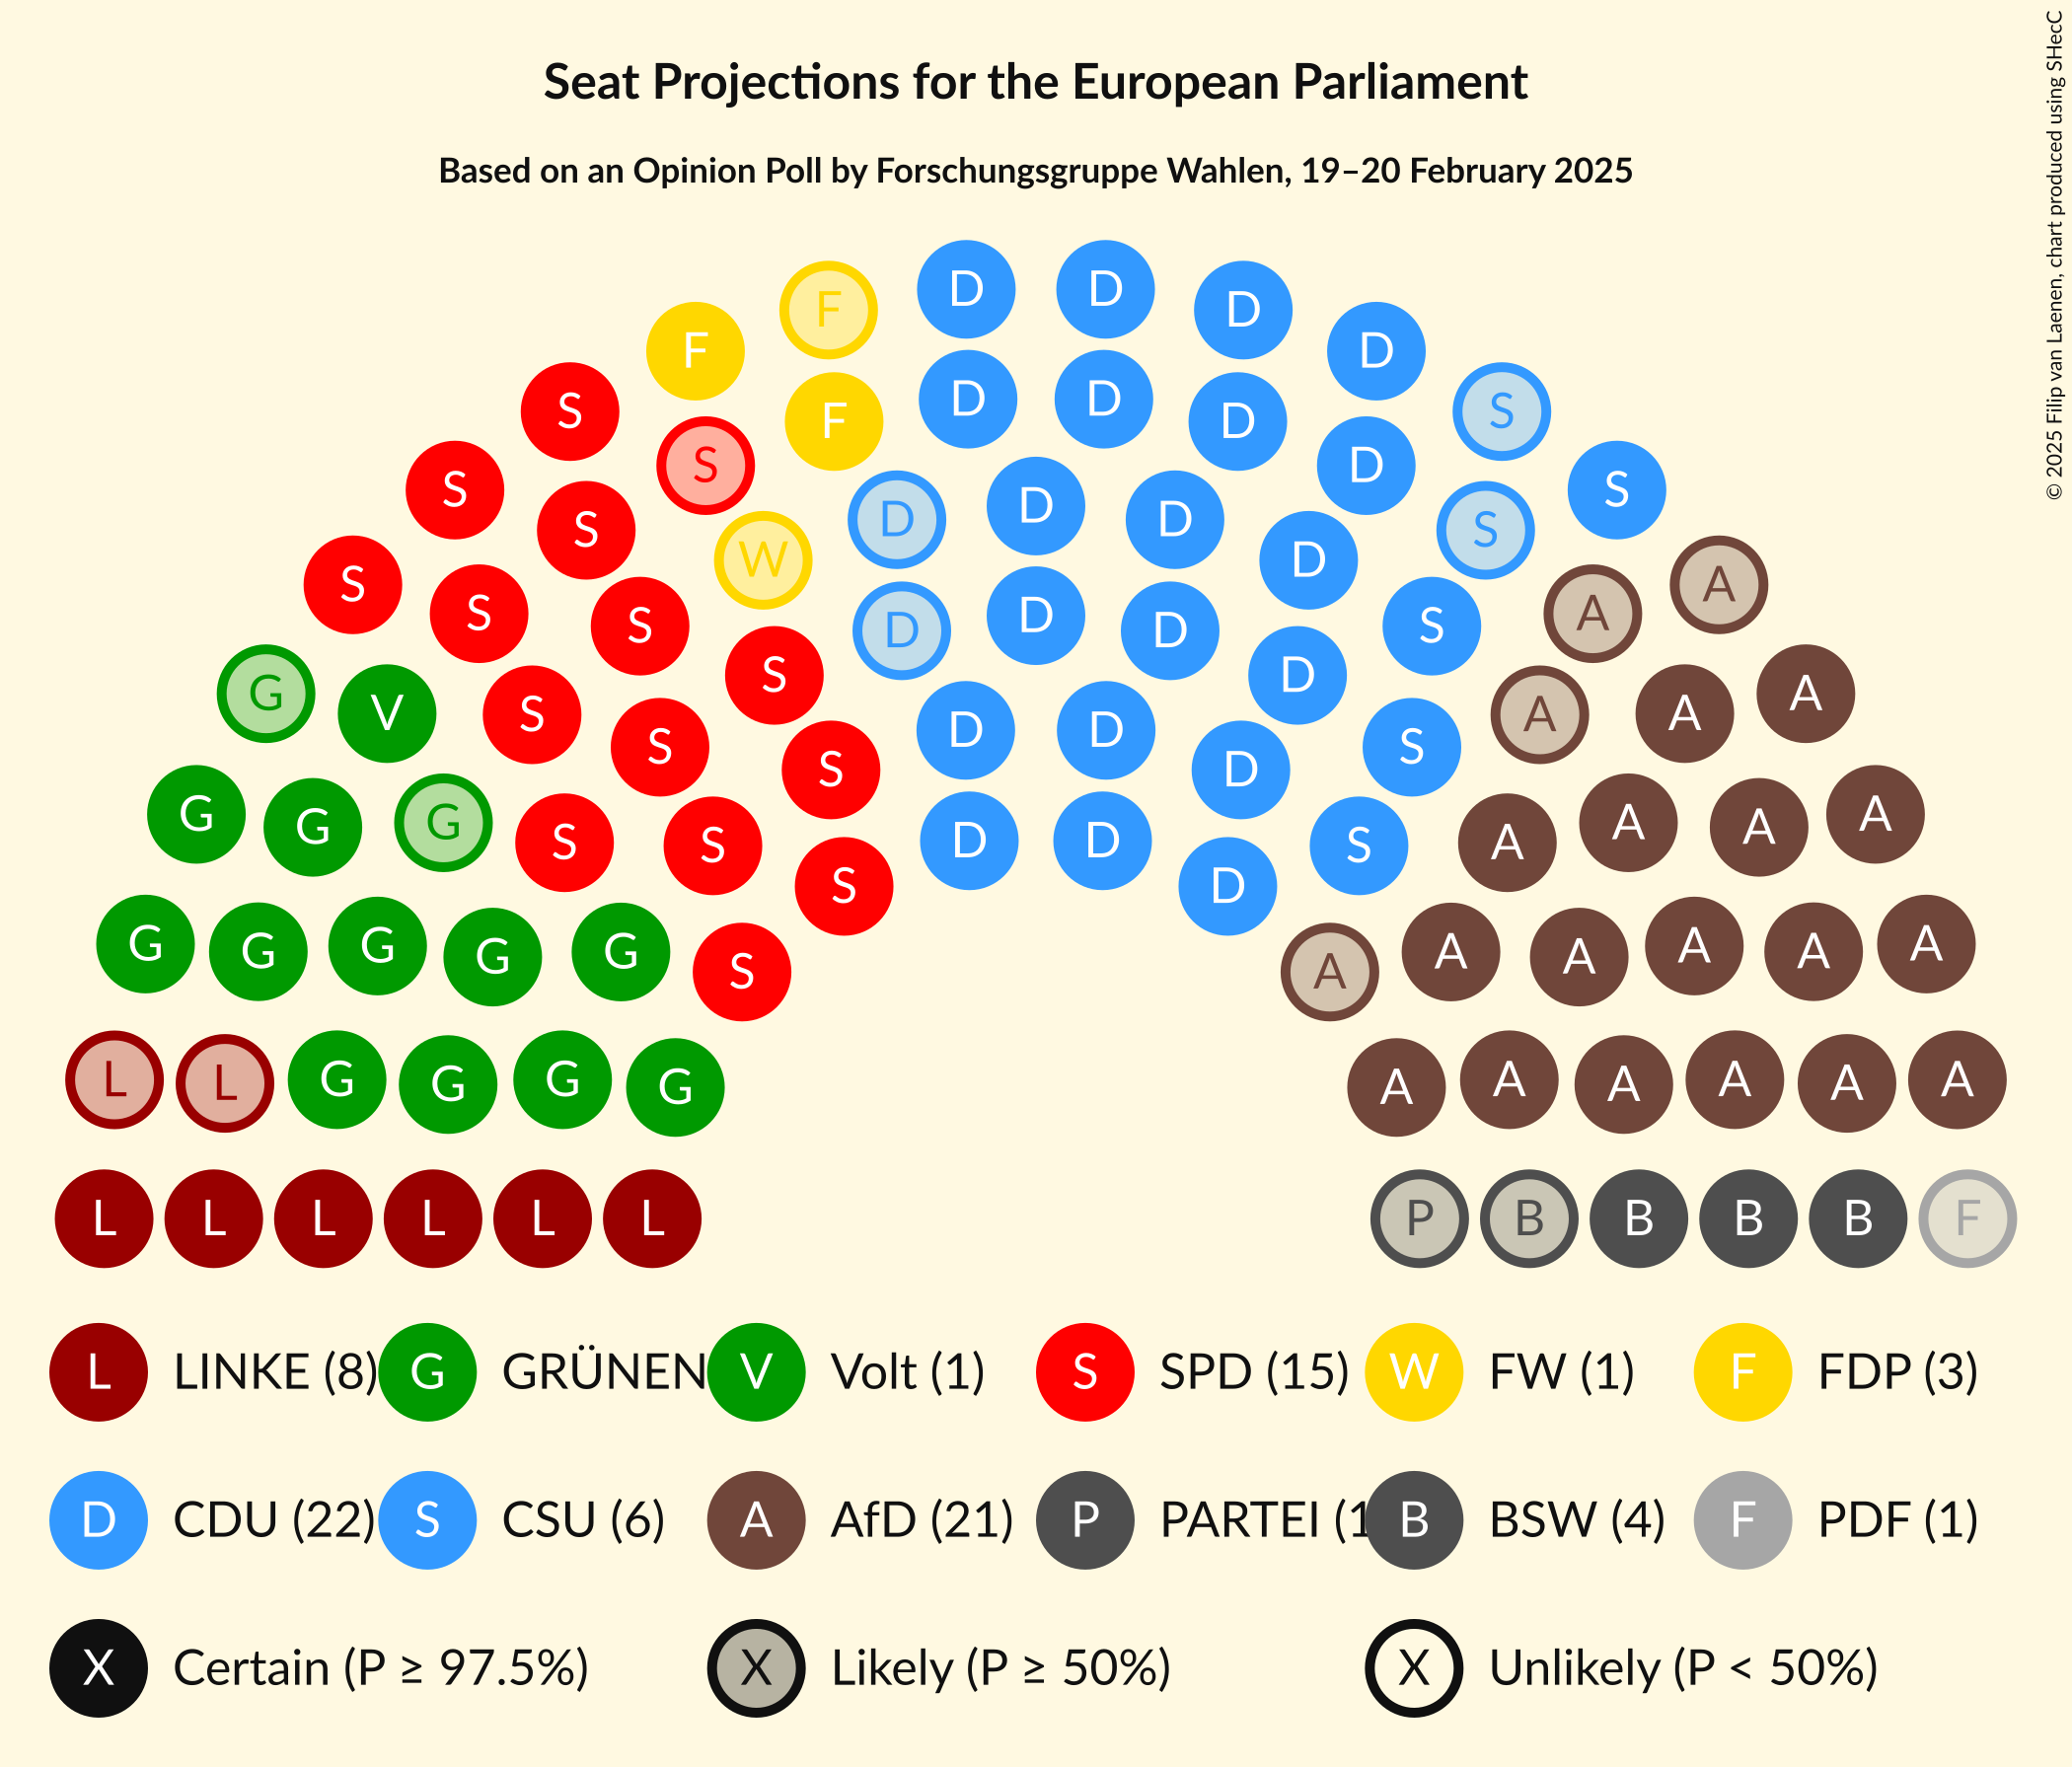 © 2025 Filip van Laenen, chart produced using SHecC
Seat Projections for the European Parliament
Based on an Opinion Poll by Forschungsgruppe Wahlen, 19–20 February 2025
F D D D
F D
S F D D D S
S S D S
S D D D S
S W D A
S S D D D S A
G S D A
V S D D A A
S S D S
G G G S S D D S A A A A
S D
G G G G G S A A A A A A
L L G G G G A A A A A A
L L L L L L P B B B F
L LINKE (8) G GRÜNEN V Volt (1) S SPD (15) W FW (1) F FDP (3)
D CDU (22) S CSU (6) A AfD (21) P PARTEI (1 B BSW (4) F PDF (1)
X Certain (P ≥ 97.5%) X Likely (P ≥ 50%) X Unlikely (P < 50%)